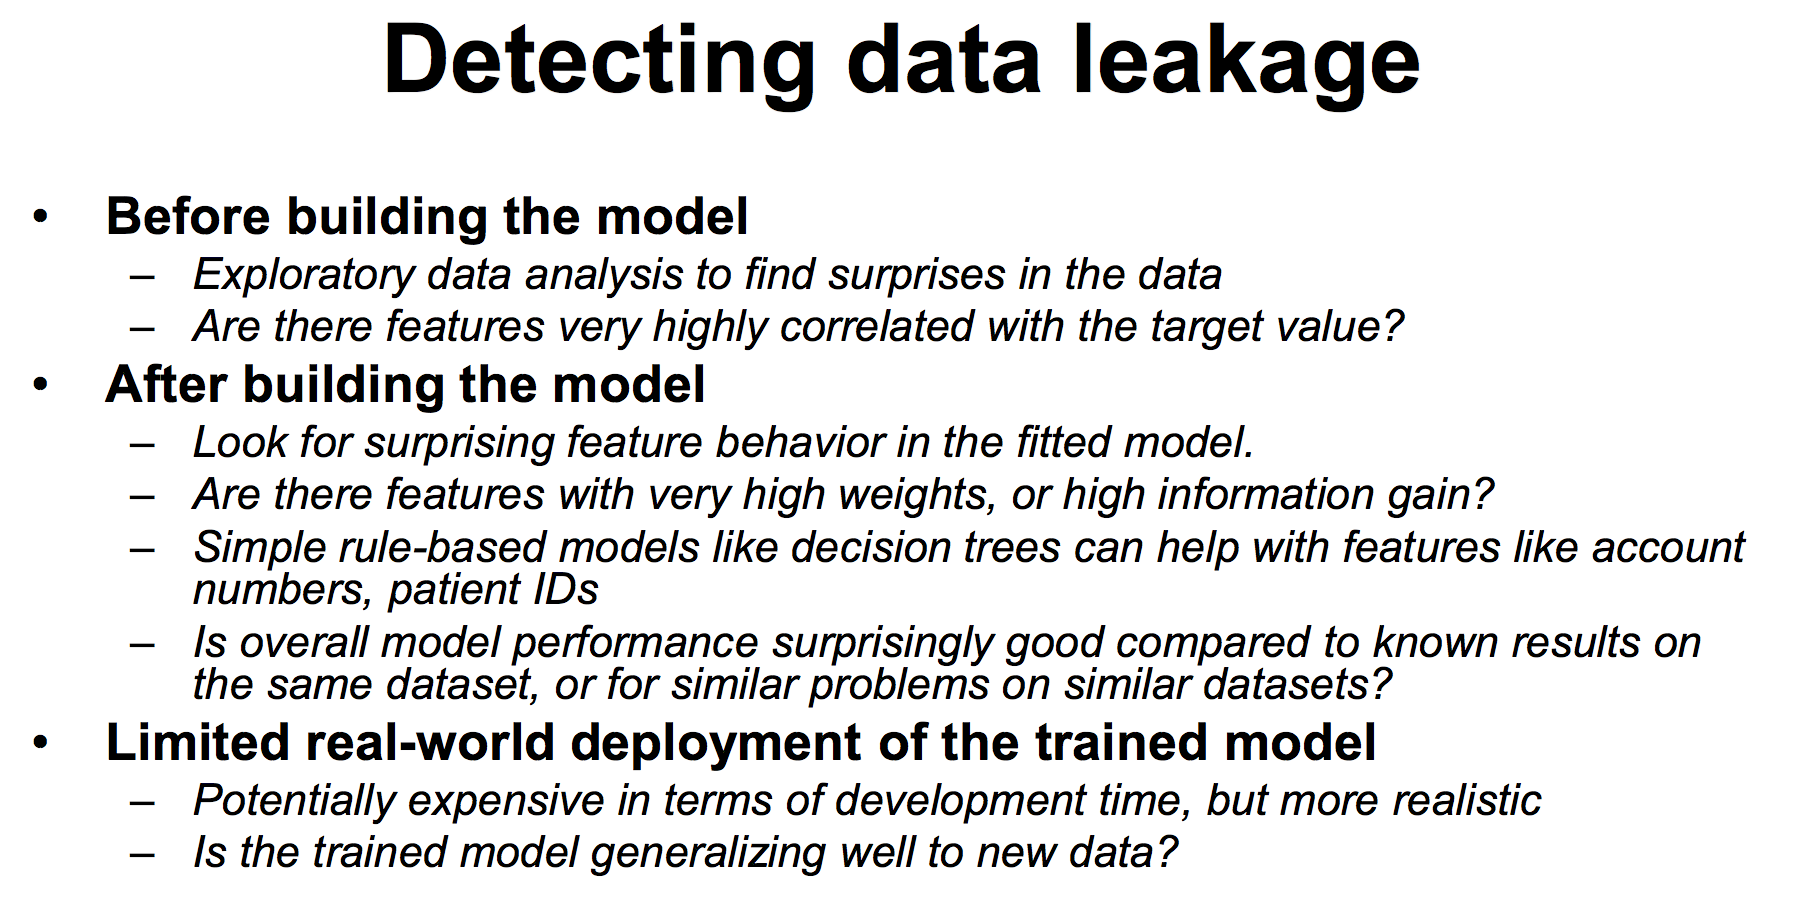 Detecting data leakage
• Before building the model
– Exploratory data analysis to find surprises in the data
– Are there features very highly correlated with the target value?
• After building the model
– Look for surprising feature behavior in the fitted model.
– Are there features with very high weights, or high information gain?
– Simple rule-based models like decision trees can help with features like account
numbers, patient IDs
– Is overall model performance surprisingly good compared to known results on
the same dataset, or for similar problems on similar datasets?
• Limited real-world deployment of the trained model
– Potentially expensive in terms of development time, but more realistic
– Is the trained model generalizing well to new data?